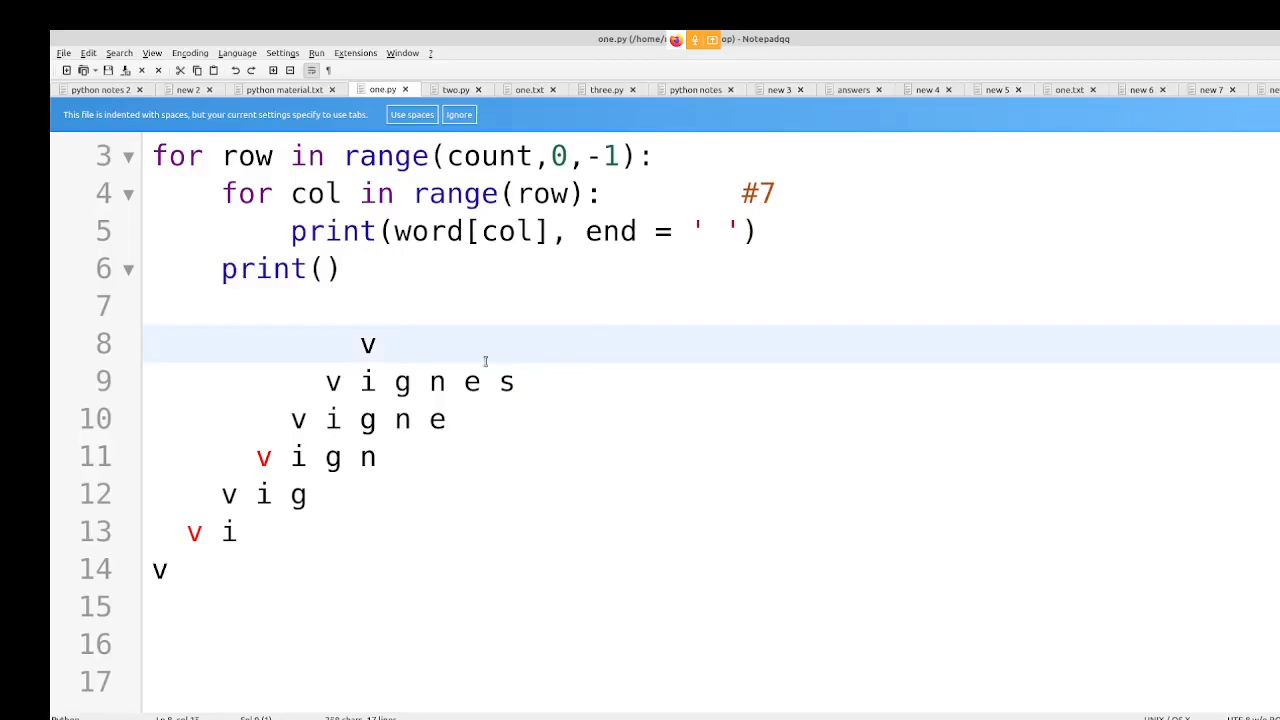 one.py (/home/ op) - Notepadqq
File Edit Search View Encoding Language Settings Run Extensions Window ?
python notes 2 new 2 python material.txt one.py two.py one.txt three.py python notes new 3 answers new 4 new 5 one.txt new 6 new 7
This file is indented with spaces, but your current settings specify to use tabs. Use spaces Ignore
3 for row in range(count,0,-1):
4 for col in range(row): #7
5 print(word[col], end = ' ')
6 print()
7
8 v
9 v i g n e s
10 v i g n e
11 v i g n
12 v i g
13 v i
14 v
15
16
17